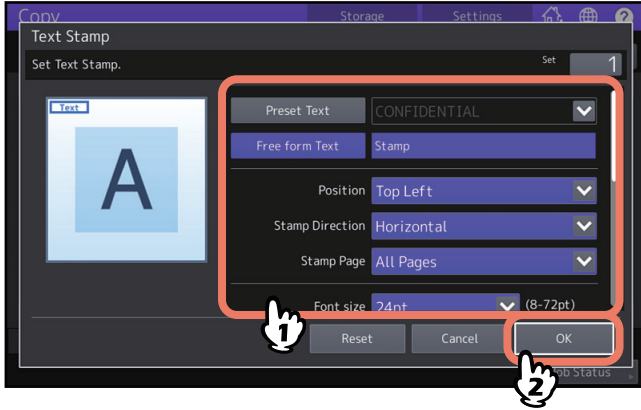 Copy Storage Settings
Text Stamp
Set Text Stamp. Set 1
Text
A
Preset Text CONFIDENTIAL
Free form Text Stamp
Position Top Left
Stamp Direction Horizontal
Stamp Page All Pages
Font size 24pt (8-72pt)
1
Reset Cancel OK
Job Status
2